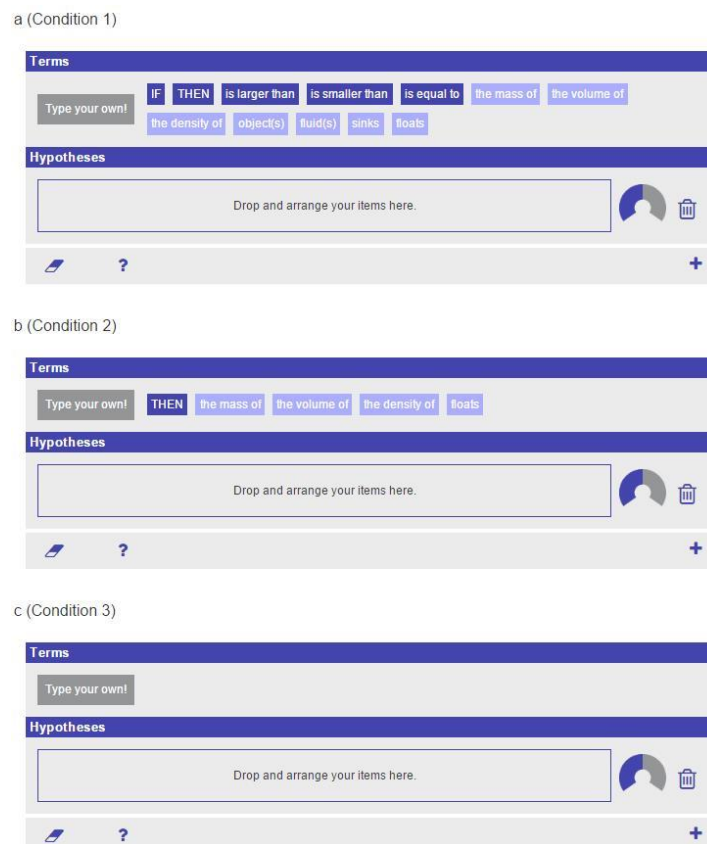 a (Condition 1)
Terms
Type your own! IF THEN is larger than is smaller than is equal to the mass of the volume of
the density of object(s) fluid(s) sinks floats
Hypotheses
Drop and arrange your items here.
? +
b (Condition 2)
Terms
Type your own! THEN the mass of the volume of the density of floats
Hypotheses
Drop and arrange your items here.
? +
c (Condition 3)
Terms
Type your own!
Hypotheses
Drop and arrange your items here.
? +